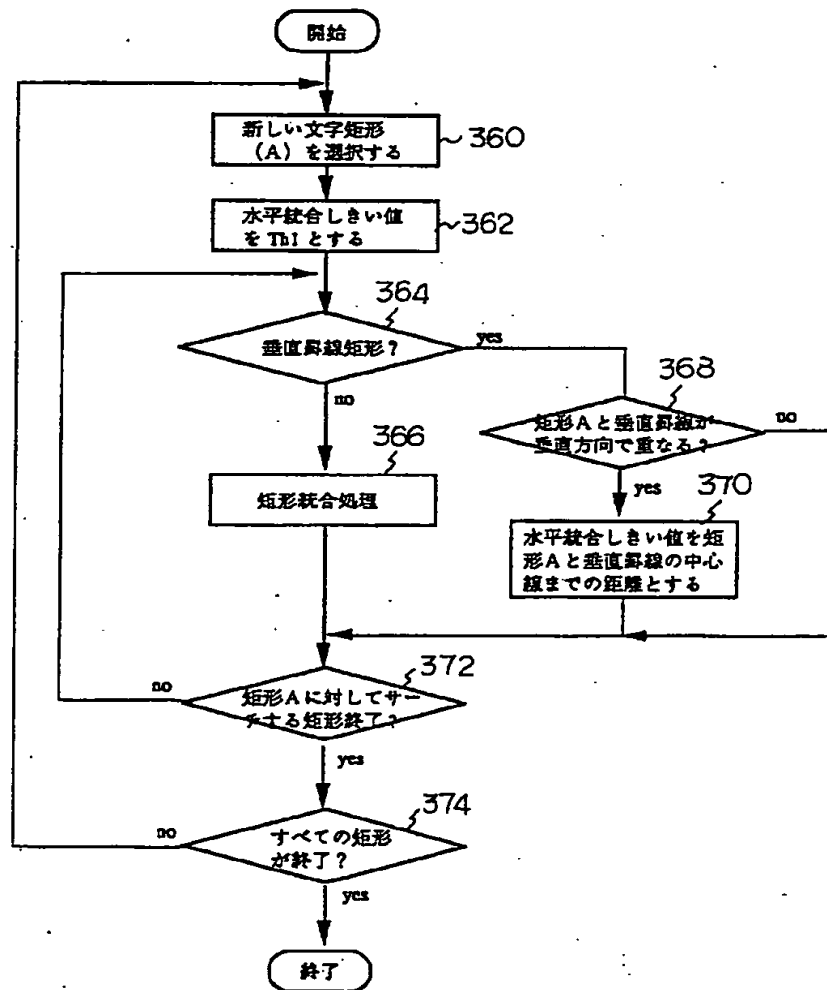 開始
新しい文字矩形
(A)を選択する
360
水平統合しきい値
をTh1とする
362
364
垂直罫線矩形?
yes
no
368
矩形Aと垂直罫線が
垂直方向で重なる?
no
yes
366
矩形統合処理
370
水平統合しきい値を矩
形Aと垂直罫線の中心
線までの距離とする
372
矩形Aに対してサー
チする矩形終了?
no
yes
374
すべての矩形
が終了?
no
yes
終了